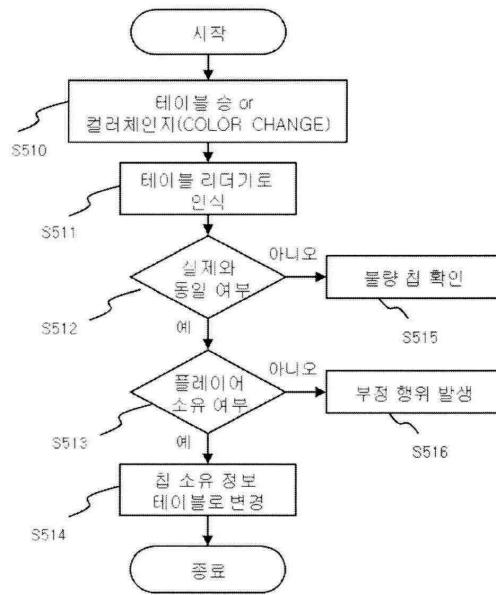 시작
테이블 승 or
컬러체인지(COLOR CHANGE)
S510
테이블 리더기로
인식
S511
실제와
동일 여부
아니오
불량 칩 확인
S512
예
S515
플레이어
소유 여부
아니오
부정 행위 발생
S513
예
S516
칩 소유 정보
테이블로 변경
S514
종료